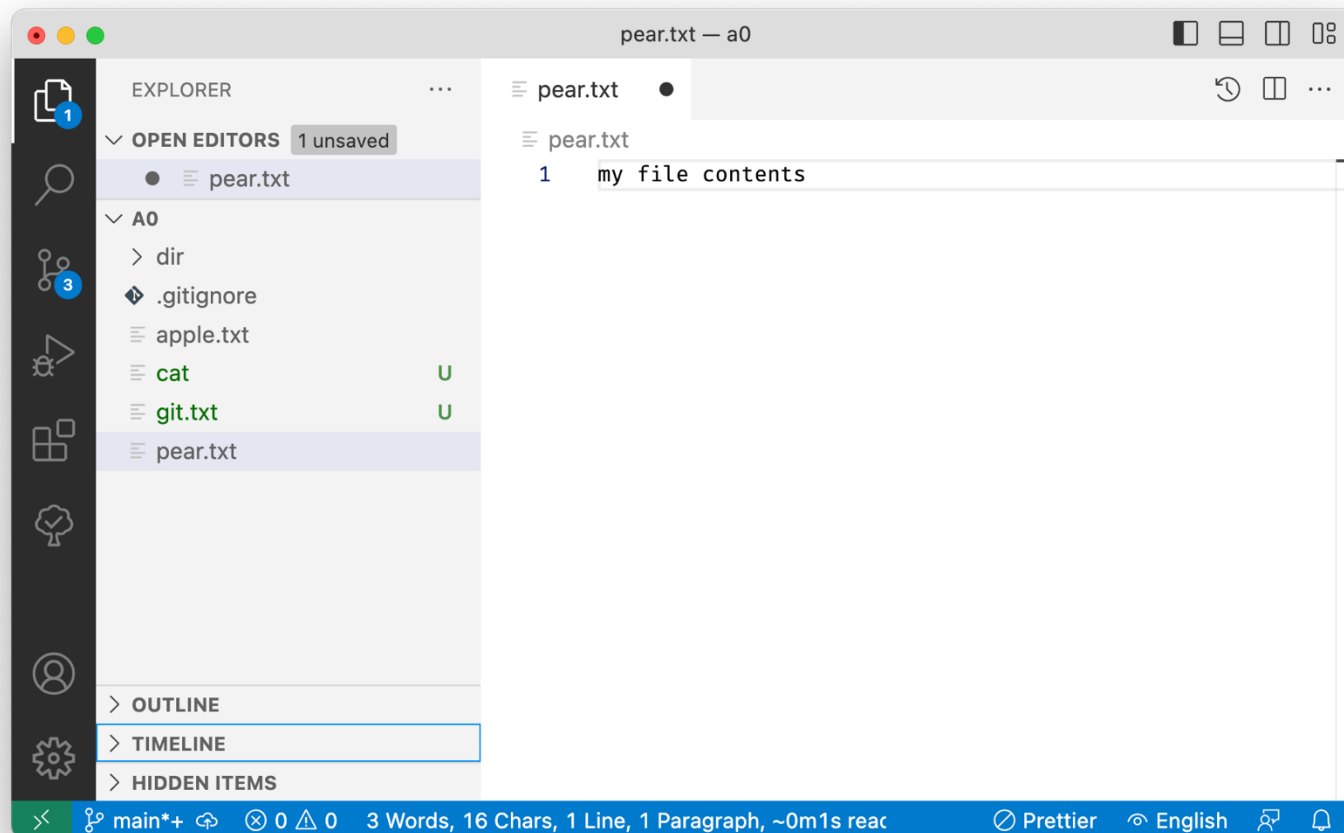 pear.txt — a0
EXPLORER
OPEN EDITORS 1 unsaved
pear.txt
A0
dir
.gitignore
apple.txt
cat U
git.txt U
pear.txt
OUTLINE
TIMELINE
HIDDEN ITEMS
1
3
pear.txt
pear.txt
1 my file contents
main*+ 0 0 3 Words, 16 Chars, 1 Line, 1 Paragraph, ~0m1s reac Prettier English